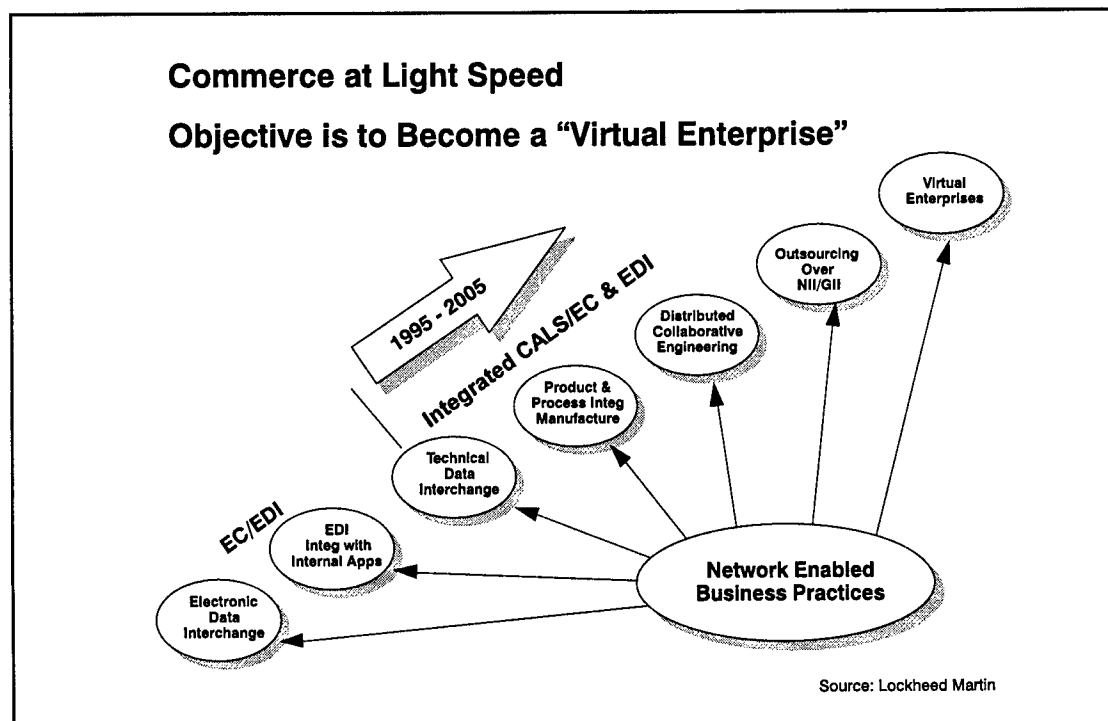 Commerce at Light Speed
Objective is to Become a “Virtual Enterprise”
Virtual
Enterprises
Outsourcing
Over
NII/GII
1995 - 2005
Integrated CALS/EC & EDI
Distributed
Collaborative
Engineering
Product &
Process Integ
Manufacture
Technical
Data
Interchange
EC/EDI
EDI
Integ with
Internal Apps
Electronic
Data
Interchange
Network Enabled
Business Practices
Source: Lockheed Martin